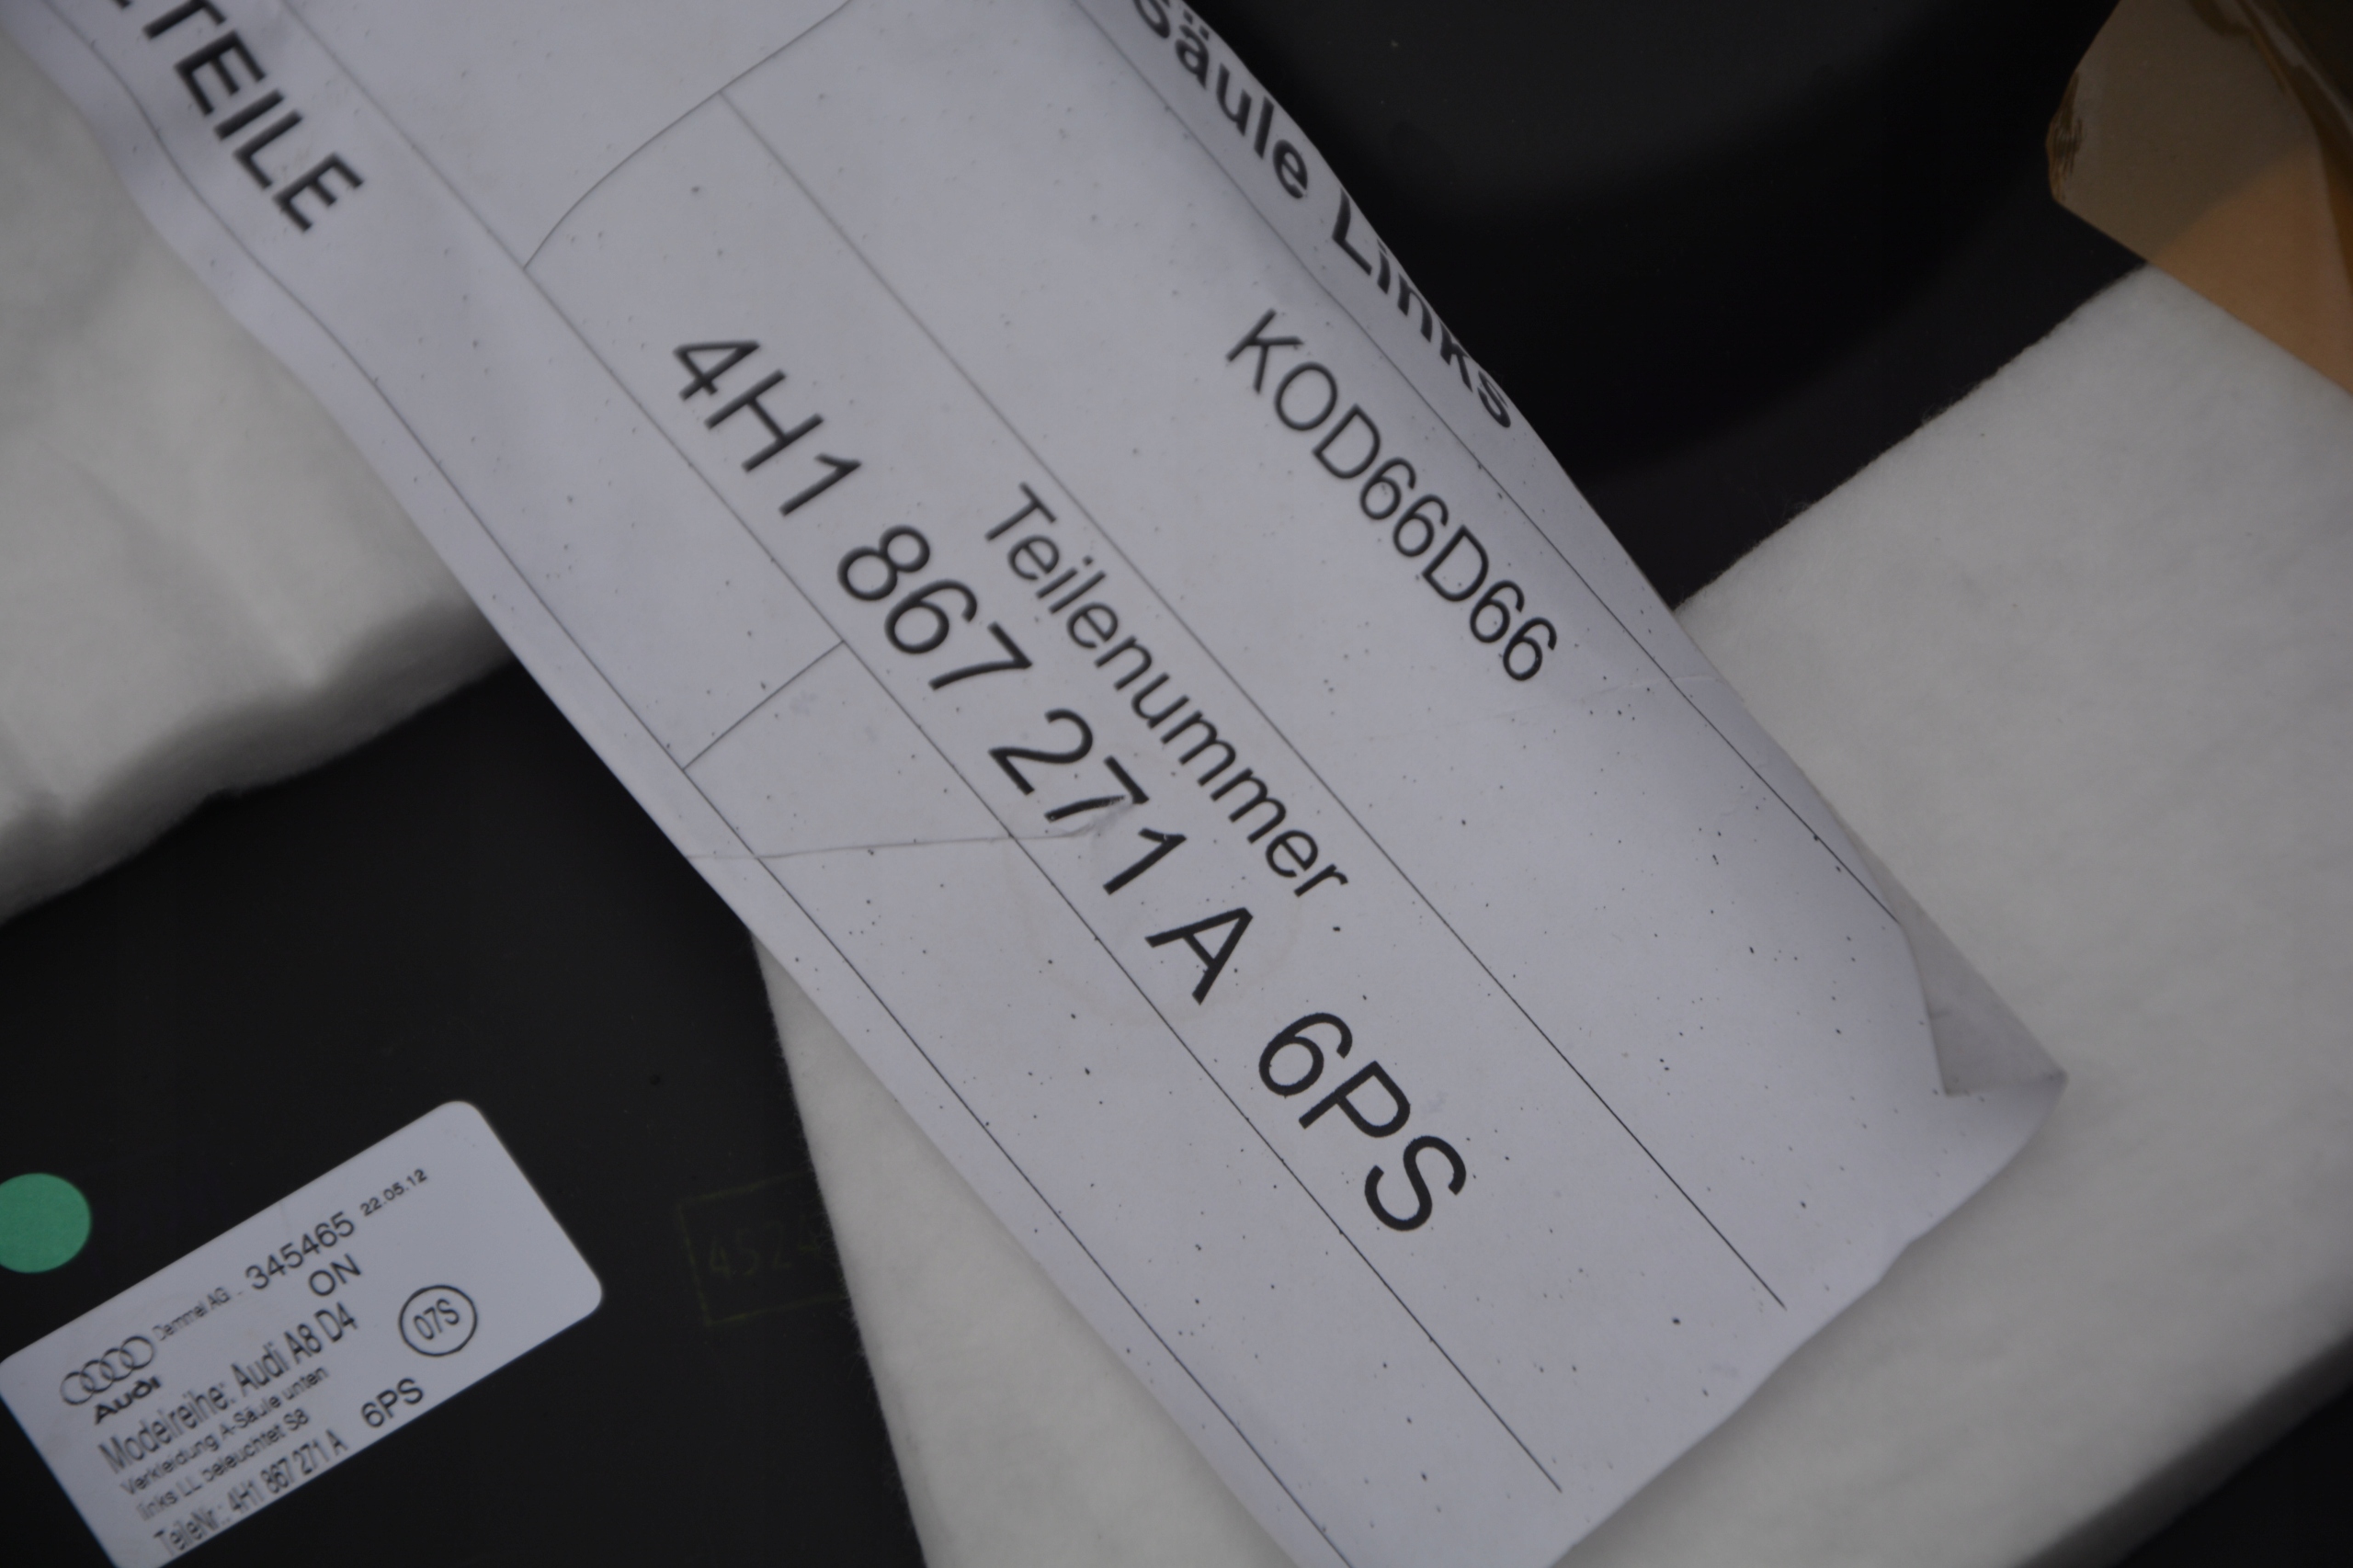 TEILE
Säule Links
KOD66D66
Teilenummer
4H1 867 271 A 6PS
Dammel AG 345465 22.05.12
ON
Audi
Modelreihe: Audi A8 D4
07S
Verkleidung A-Säule unten
links LL beleuchtet S8
TeileNr.: 4H1 867 271 A 6PS